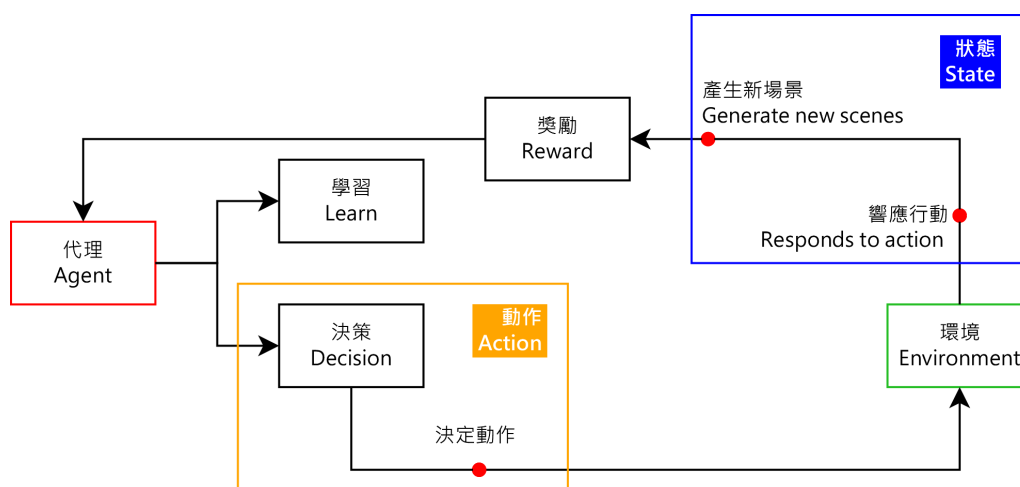 狀態
State
產生新場景
Generate new scenes
獎勵
Reward
學習
Learn
響應行動
Responds to action
代理
Agent
動作
Action
決策
Decision
環境
Environment
決定動作